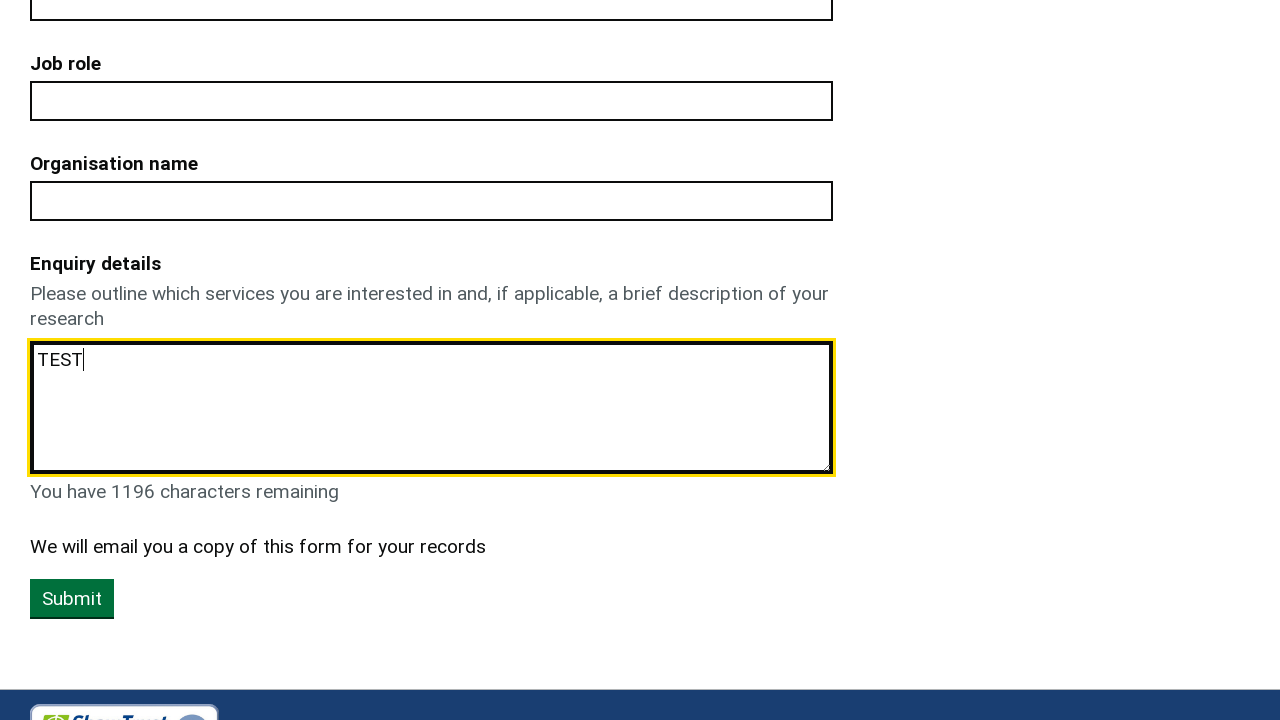 Job role
Organisation name
Enquiry details
Please outline which services you are interested in and, if applicable, a brief description of your
research
TEST
You have 1196 characters remaining
We will email you a copy of this form for your records
Submit